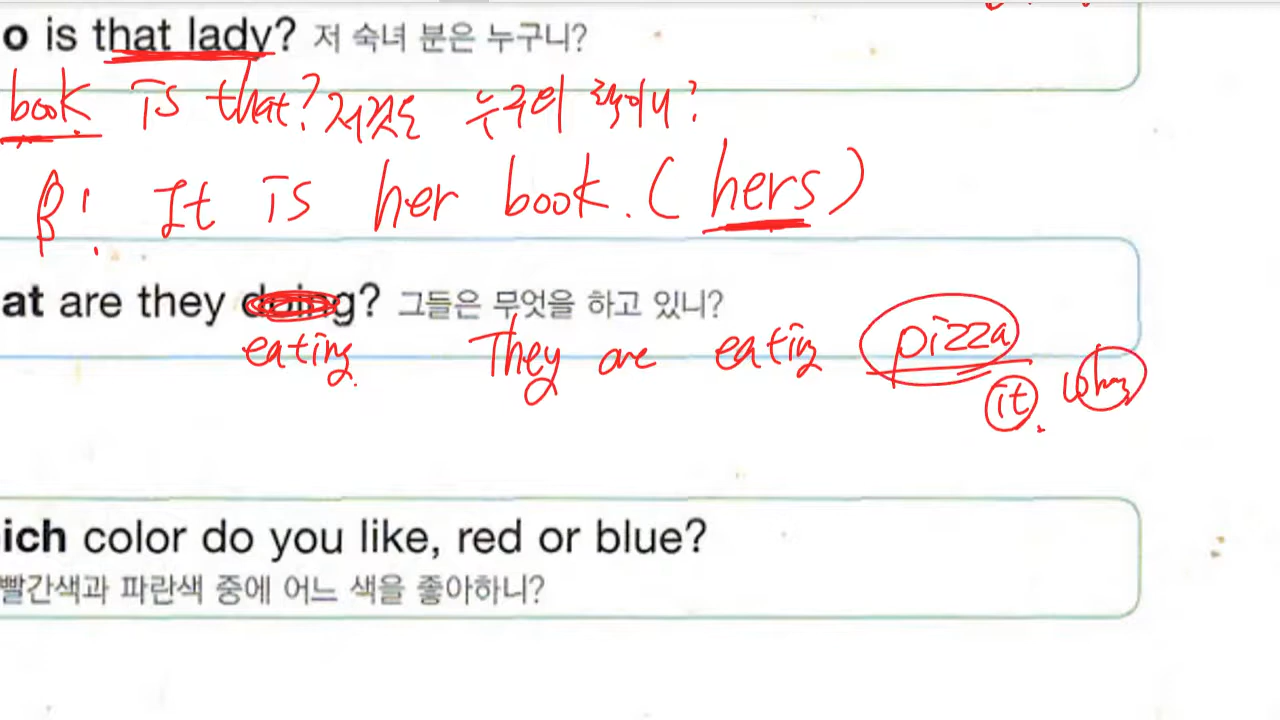 o is that lady? 저 숙녀 분은 누구니?
book is that? 저것은 누구의 책이니?
B: It is her book. (hers)
at are they doing? 그들은 무엇을 하고 있니?
eating. They are eating pizza
it.
ich color do you like, red or blue?
빨간색과 파란색 중에 어느 색을 좋아하니?